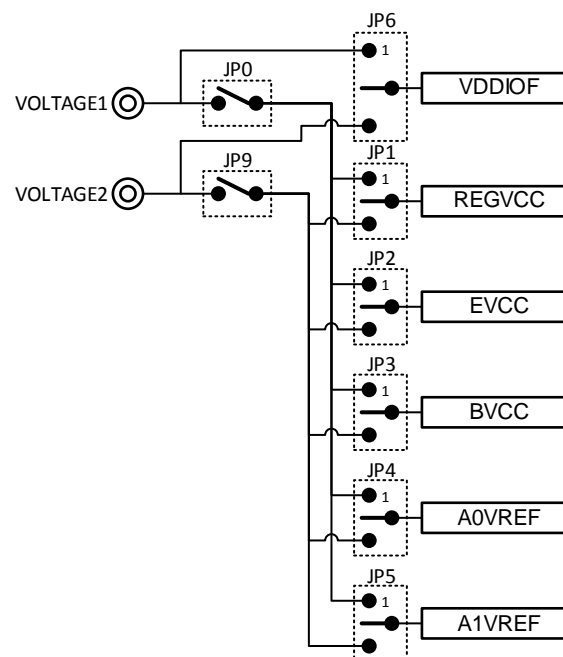 JP6
1
VDDIOF
JP0
VOLTAGE1
JP1
1
REGVCC
JP9
VOLTAGE2
JP2
1
EVCC
JP3
1
BVCC
JP4
1
A0VREF
JP5
1
A1VREF